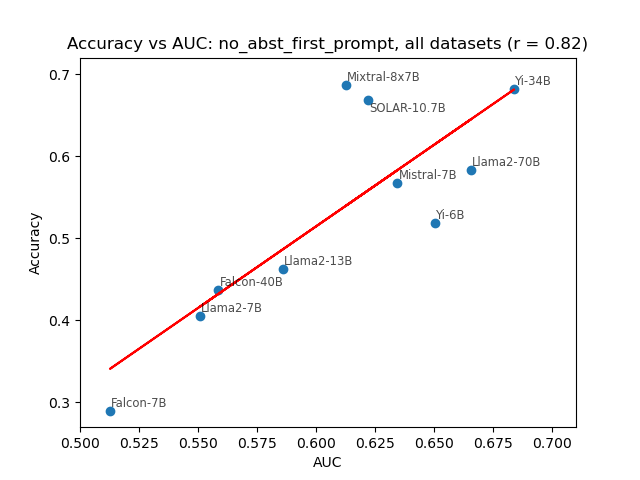 Accuracy vs AUC: no_abst_first_prompt, all datasets (r = 0.82)
0.7
Mixtral-8x7B
Yi-34B
SOLAR-10.7B
0.6
Llama2-70B
Mistral-7B
Yi-6B
0.5
Accuracy
Llama2-13B
Falcon-40B
0.4
Llama2-7B
0.3
Falcon-7B
0.500 0.525 0.550 0.575 0.600 0.625 0.650 0.675 0.700
AUC